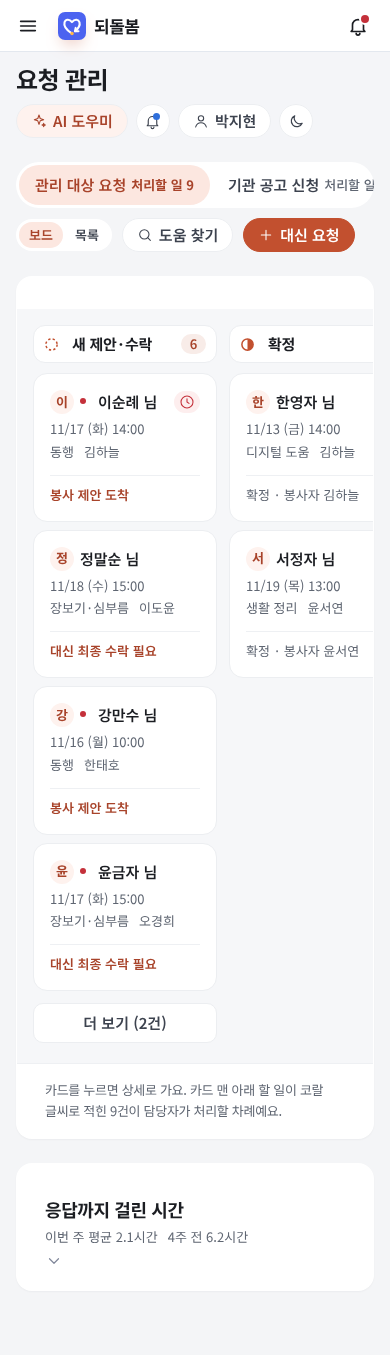 되돌봄
요청 관리
AI 도우미
박지현
관리 대상 요청 처리할 일 9
기관 공고 신청 처리할 일
보드
목록
도움 찾기
대신 요청
새 제안·수락
6
이 이순례 님
11/17 (화) 14:00
동행 김하늘
봉사 제안 도착
정 정말순 님
11/18 (수) 15:00
장보기·심부름 이도윤
대신 최종 수락 필요
강 강만수 님
11/16 (월) 10:00
동행 한태호
봉사 제안 도착
윤 윤금자 님
11/17 (화) 15:00
장보기·심부름 오경희
대신 최종 수락 필요
더 보기 (2건)
확정
한 한영자 님
11/13 (금) 14:00
디지털 도움 김하늘
확정 · 봉사자 김하늘
서 서정자 님
11/19 (목) 13:00
생활 정리 윤서연
확정 · 봉사자 윤서연
카드를 누르면 상세로 가요. 카드 맨 아래 할 일이 코랄
글씨로 적힌 9건이 담당자가 처리할 차례예요.
응답까지 걸린 시간
이번 주 평균 2.1시간 4주 전 6.2시간